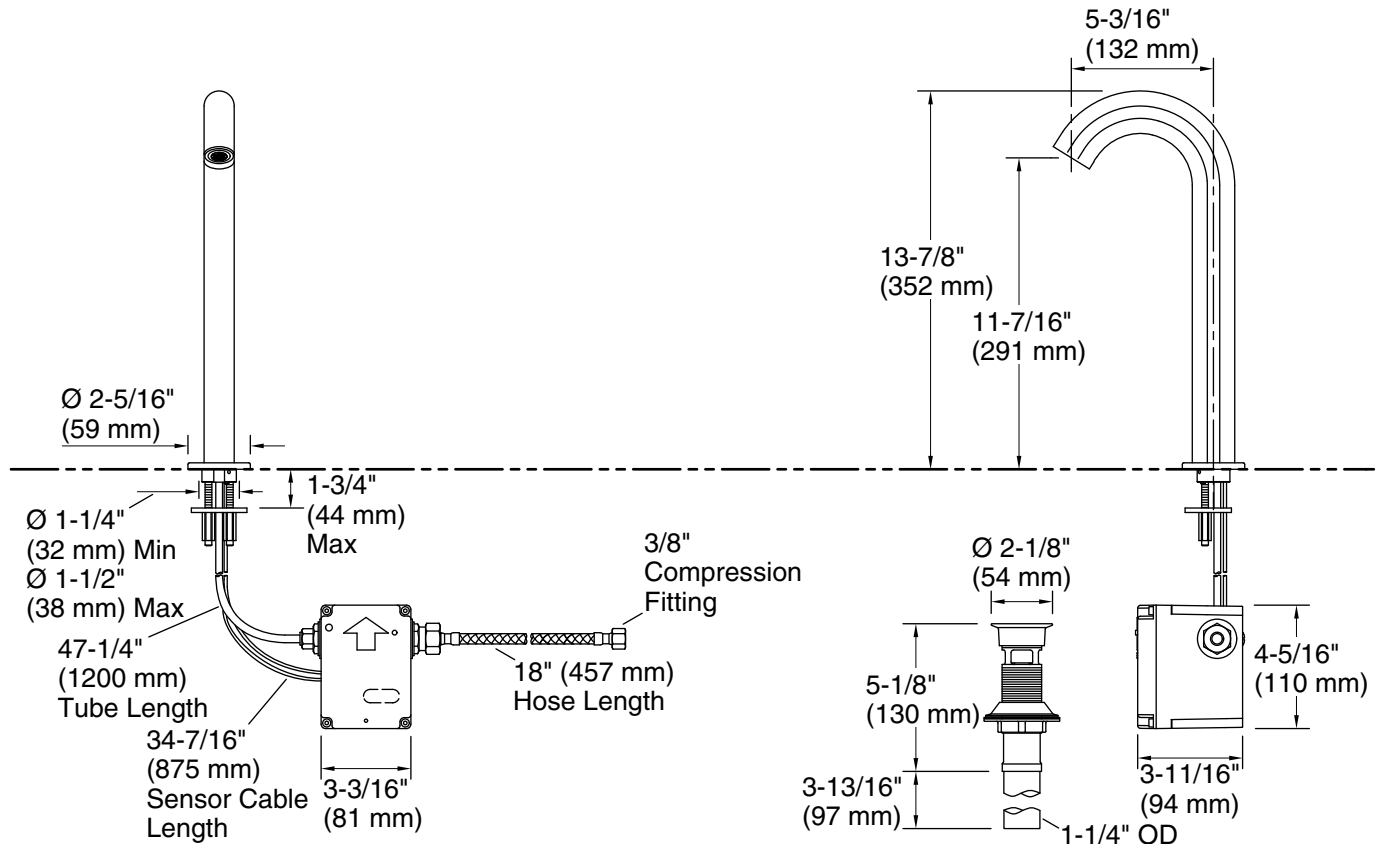 5-3/16"
(132 mm)
13-7/8"
(352 mm)
11-7/16"
(291 mm)
Ø 2-5/16"
(59 mm)
1-3/4"
(44 mm)
Max
Ø 1-1/4"
(32 mm) Min
Ø 1-1/2"
(38 mm) Max
47-1/4"
(1200 mm)
Tube Length
34-7/16"
(875 mm)
Sensor Cable
Length
3-3/16"
(81 mm)
3/8"
Compression
Fitting
18" (457 mm)
Hose Length
Ø 2-1/8"
(54 mm)
5-1/8"
(130 mm)
3-13/16"
(97 mm)
1-1/4" OD
4-5/16"
(110 mm)
3-11/16"
(94 mm)